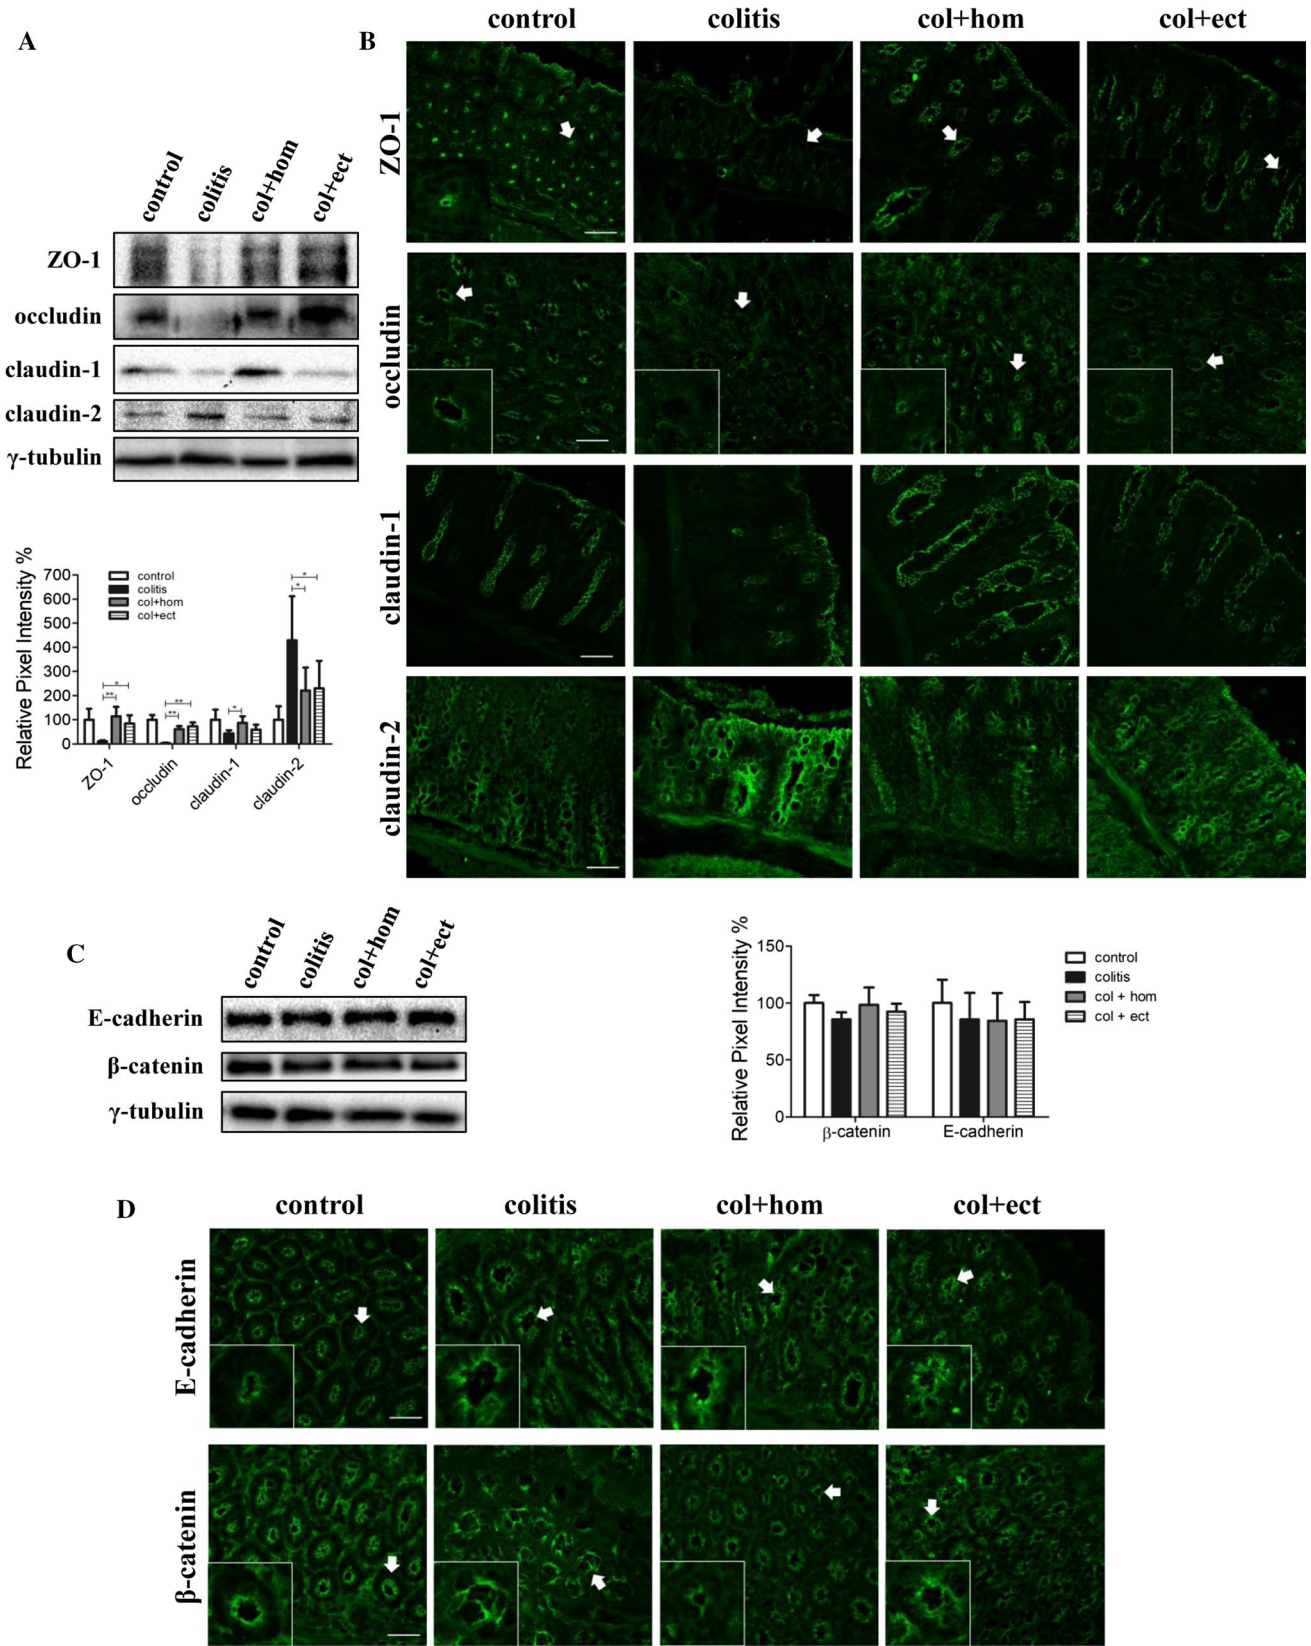 A
control
colitis
col+hom
col+ect
ZO-1
occludin
claudin-1
claudin-2
γ-tubulin
Relative Pixel Intensity %
700
600
500
400
300
200
100
0
control
colitis
col+hom
col+ect
*
**
**
**
*
*
*
ZO-1
occludin
claudin-1
claudin-2
B
control
colitis
col+hom
col+ect
ZO-1
occludin
claudin-1
claudin-2
C
control
colitis
col+hom
col+ect
E-cadherin
β-catenin
γ-tubulin
Relative Pixel Intensity %
150
100
50
0
β-catenin
E-cadherin
control
colitis
col + hom
col + ect
D
control
colitis
col+hom
col+ect
E-cadherin
β-catenin